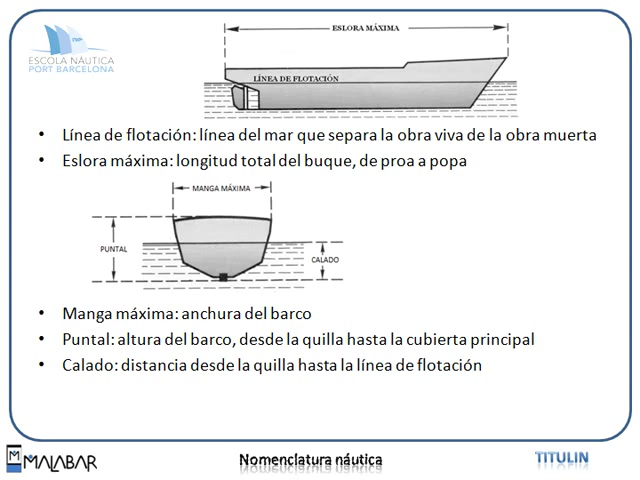 ESLORA MÁXIMA
ESCOLA NÁUTICA
PORT BARCELONA
LÍNEA DE FLOTACIÓN
• Línea de flotación: línea del mar que separa la obra viva de la obra muerta
• Eslora máxima: longitud total del buque, de proa a popa
MANGA MÁXIMA
PUNTAL
CALADO
• Manga máxima: anchura del barco
• Puntal: altura del barco, desde la quilla hasta la cubierta principal
• Calado: distancia desde la quilla hasta la línea de flotación
MALABAR
Nomenclatura náutica
TITULIN